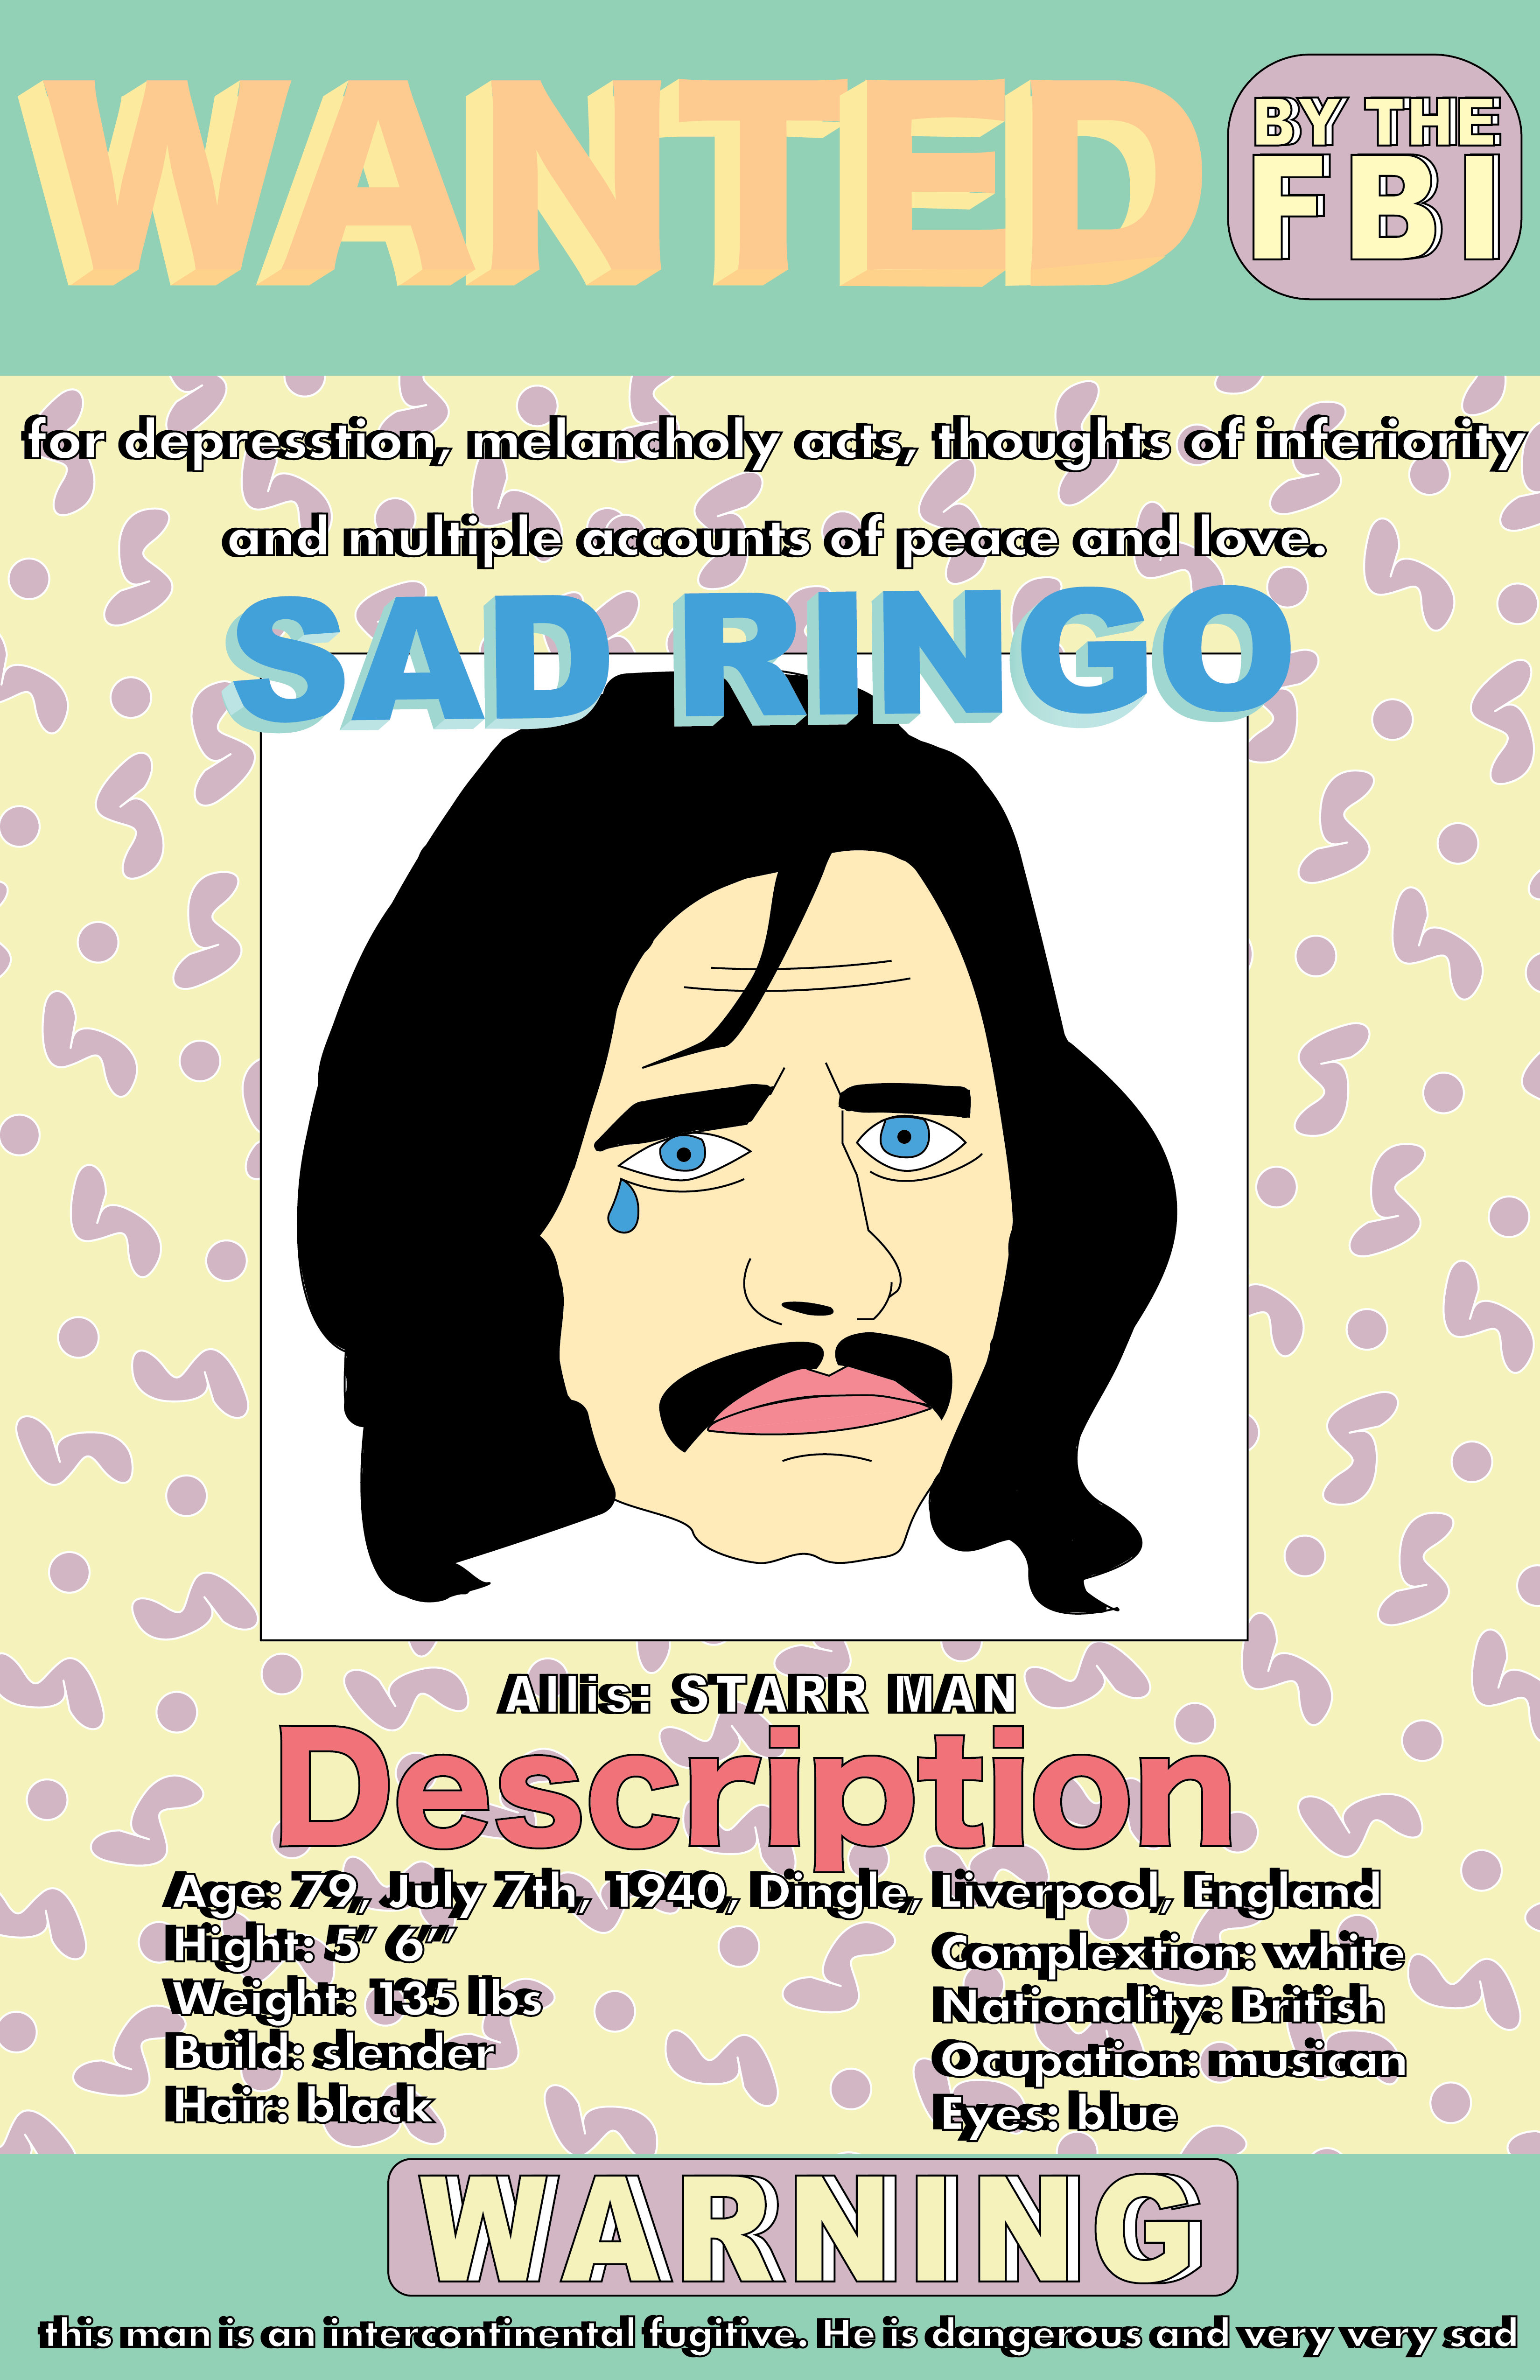 WANTED
BY THE
FBI
for depresstion, melancholy acts, thoughts of inferiority
and multiple accounts of peace and love.
SAD RINGO
Allis: STARR MAN
Description
Age: 79, July 7th, 1940, Dingle, Liverpool, England
Hight: 5' 6"
Weight: 135 lbs
Build: slender
Hair: black
Complextion: white
Nationality: British
Ocupation: musican
Eyes: blue
WARNING
this man is an intercontinental fugitive. He is dangerous and very very sad